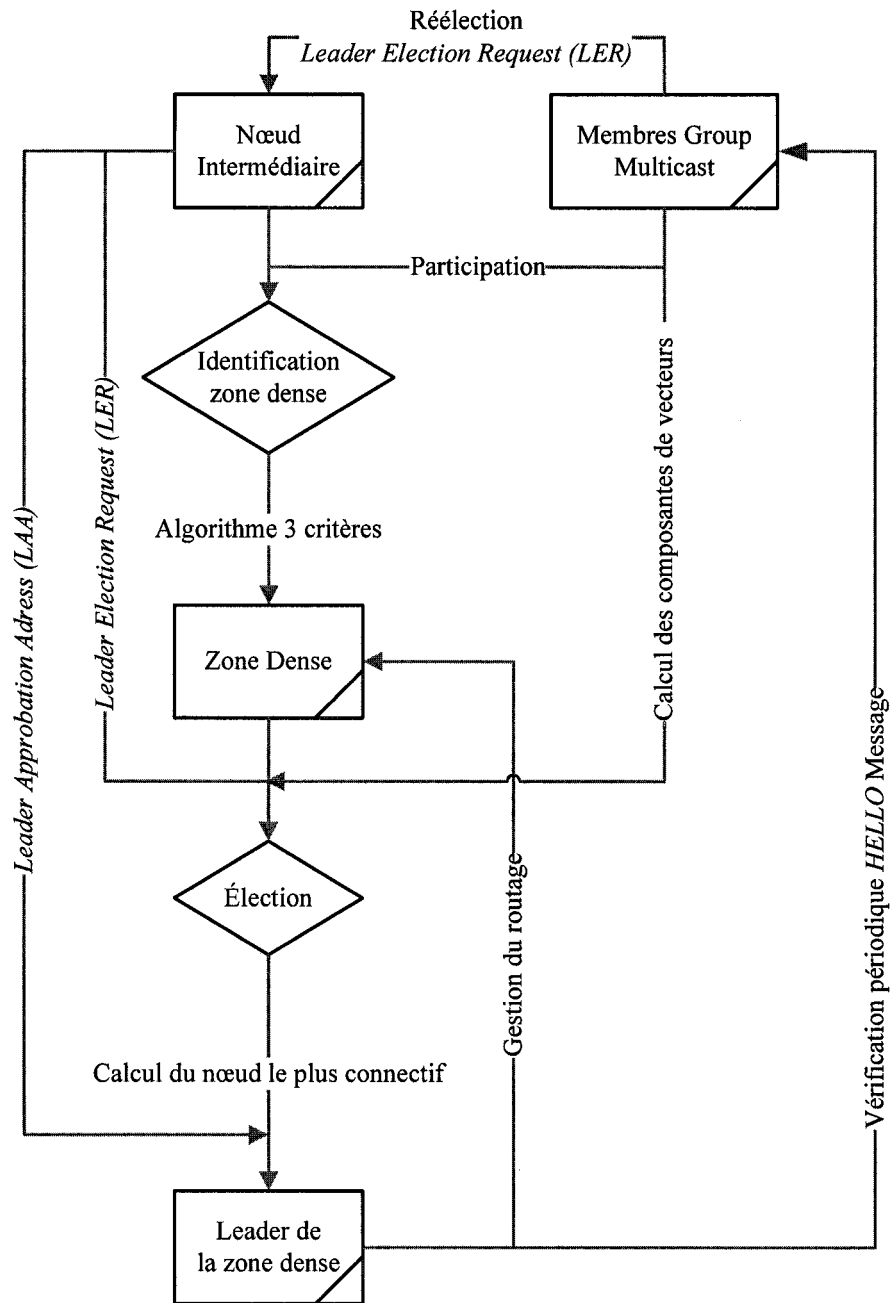 Réélection
Leader Election Request (LER)
Nœud
Intermédiaire
Membres Group
Multicast
Participation
Identification
zone dense
Algorithme 3 critères
Leader Approbation Adress (LAA)
Leader Election Request (LER)
Calcul des composantes de vecteurs
Zone Dense
Élection
Gestion du routage
Vérification périodique HELLO Message
Calcul du nœud le plus connectif
Leader de
la zone dense